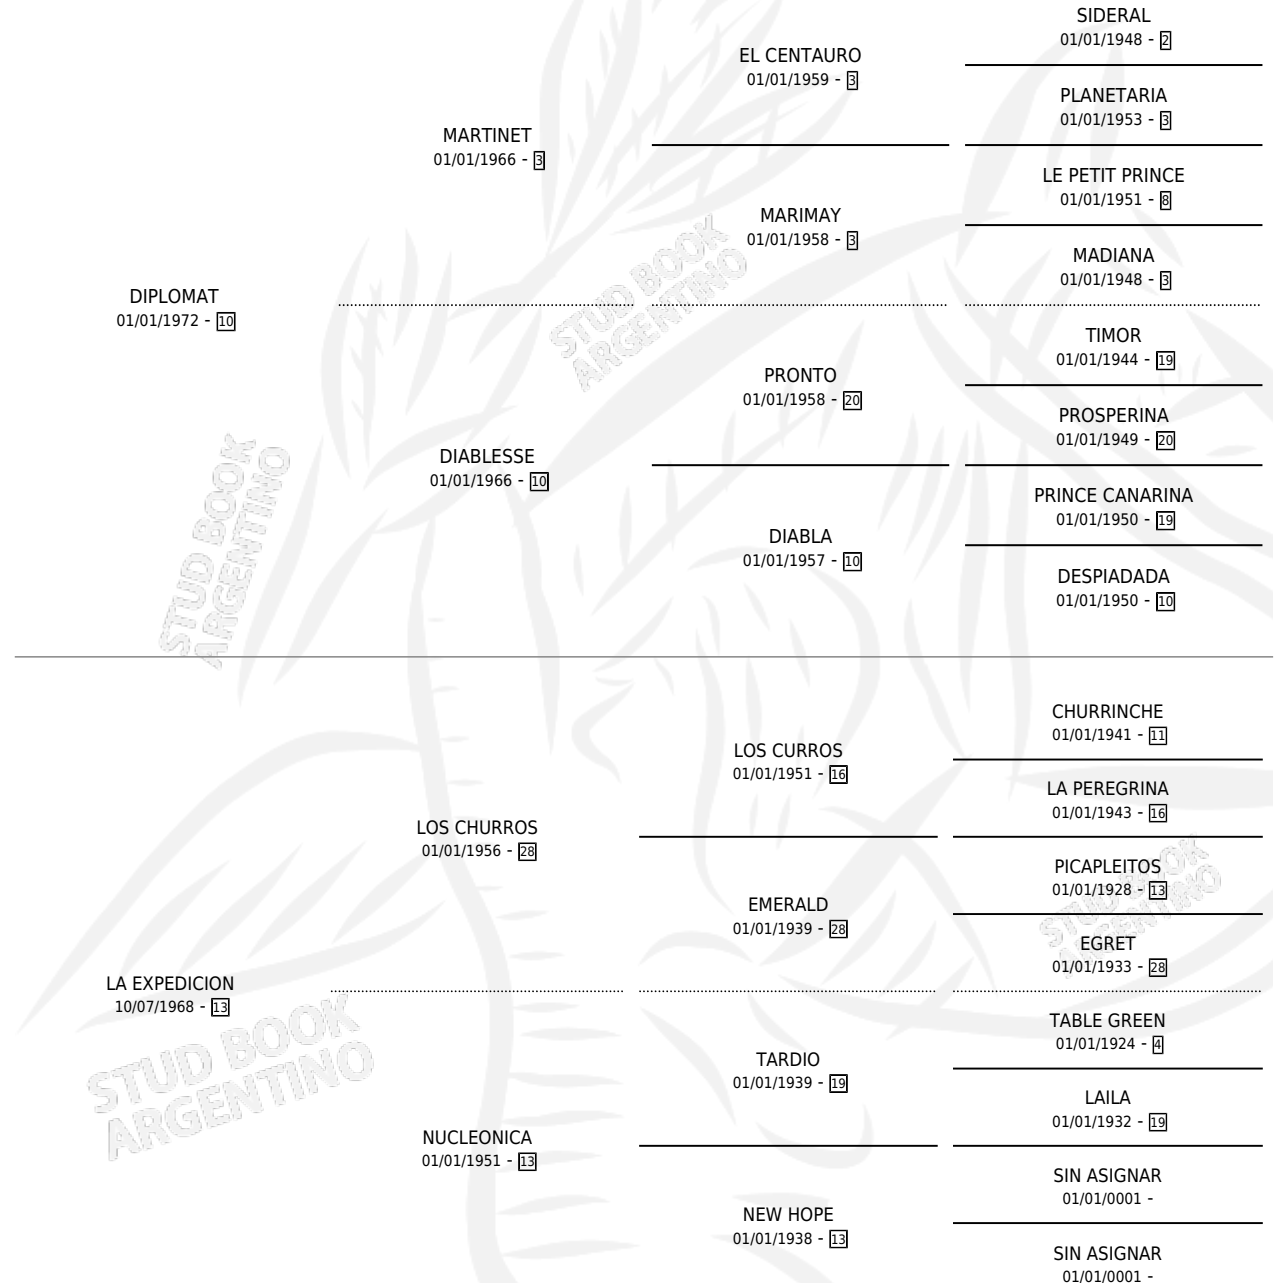 SIDERAL
01/01/1948 - 2
EL CENTAURO
01/01/1959 - 3
PLANETARIA
01/01/1953 - 3
MARTINET
01/01/1966 - 3
LE PETIT PRINCE
01/01/1951 - 8
MARIMAY
01/01/1958 - 3
MADIANA
01/01/1948 - 3
DIPLOMAT
01/01/1972 - 10
TIMOR
01/01/1944 - 19
PRONTO
01/01/1958 - 20
PROSPERINA
01/01/1949 - 20
DIABLESSE
01/01/1966 - 10
PRINCE CANARINA
01/01/1950 - 19
DIABLA
01/01/1957 - 10
DESPIADADA
01/01/1950 - 10
STUD BOOK
ARGENTINO
STUD BOOK
ARGENTINO
CHURRINCHE
01/01/1941 - 11
LOS CURROS
01/01/1951 - 16
LA PEREGRINA
01/01/1943 - 16
LOS CHURROS
01/01/1956 - 28
PICAPLEITOS
01/01/1928 - 13
EMERALD
01/01/1939 - 28
EGRET
01/01/1933 - 28
LA EXPEDICION
10/07/1968 - 13
TABLE GREEN
01/01/1924 - 4
TARDIO
01/01/1939 - 19
LAILA
01/01/1932 - 19
NUCLEONICA
01/01/1951 - 13
SIN ASIGNAR
01/01/0001 -
NEW HOPE
01/01/1938 - 13
SIN ASIGNAR
01/01/0001 -
STUD BOOK
ARGENTINO
STUD BOOK
ARGENTINO